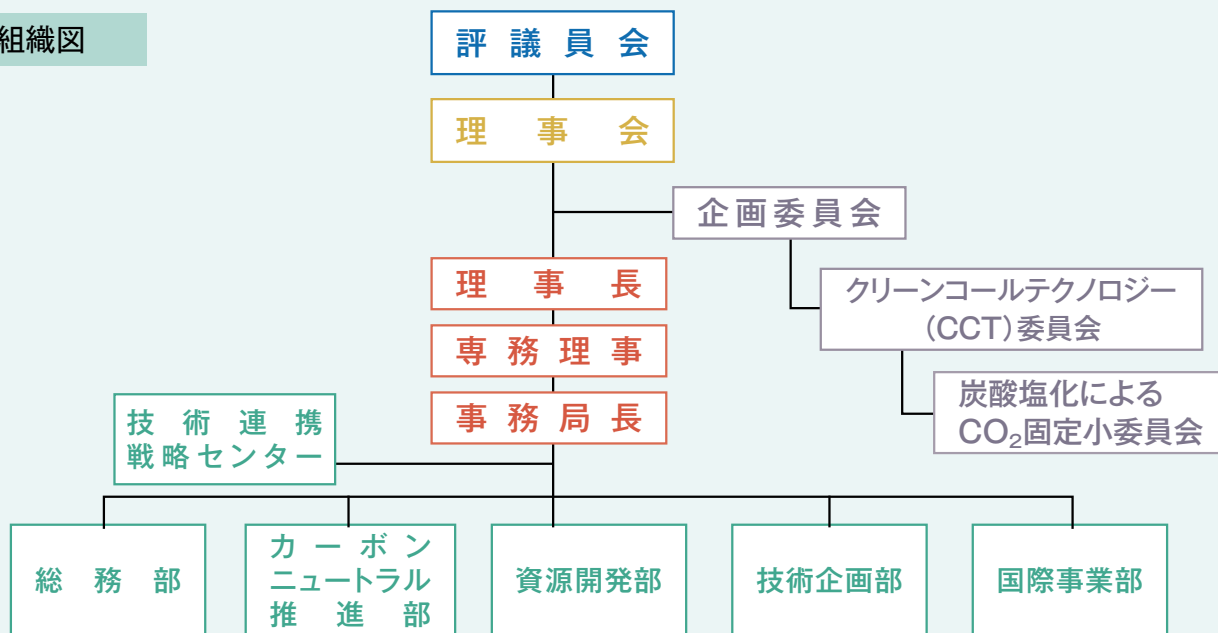 組織図
評議員会
理事会
企画委員会
理事長
クリーンコールテクノロジー
(CCT)委員会
専務理事
炭酸塩化による
CO₂固定小委員会
事務局長
技術連携
戦略センター
総務部
カーボン
ニュートラル
推進部
資源開発部
技術企画部
国際事業部